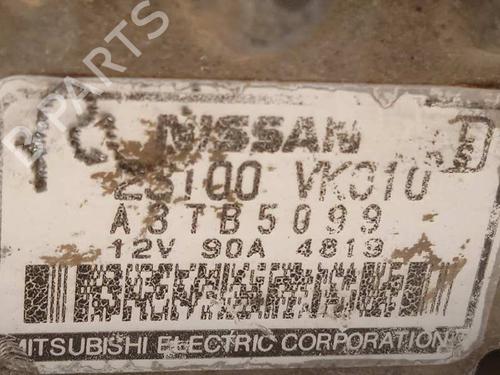 NISSAN D
23100 VK010
A3TB5099
12V 90A 4819
MITSUBISHI ELECTRIC CORPORATION
B-PARTS